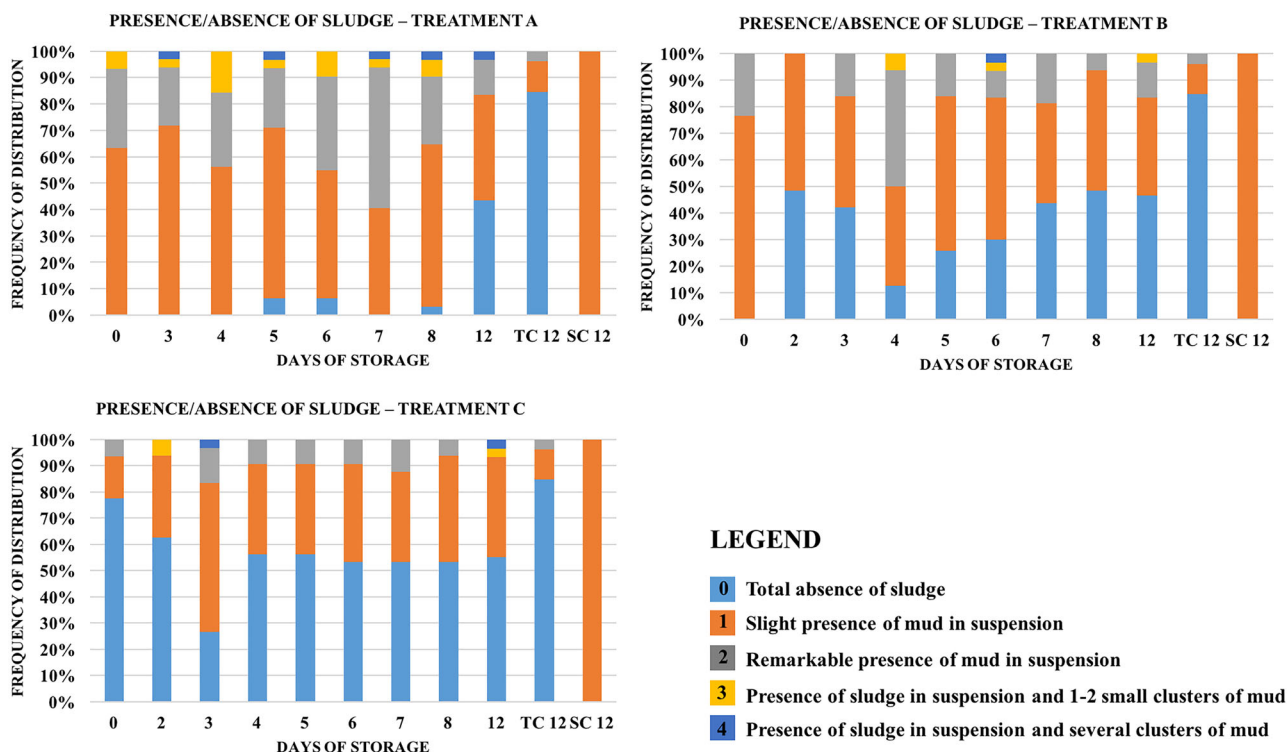 PRESENCE/ABSENCE OF SLUDGE – TREATMENT A
FREQUENCY OF DISTRIBUTION
100%
90%
80%
70%
60%
50%
40%
30%
20%
10%
0%
0 3 4 5 6 7 8 12 TC 12 SC 12
DAYS OF STORAGE
PRESENCE/ABSENCE OF SLUDGE – TREATMENT B
FREQUENCY OF DISTRIBUTION
100%
90%
80%
70%
60%
50%
40%
30%
20%
10%
0%
0 2 3 4 5 6 7 8 12 TC 12 SC 12
DAYS OF STORAGE
PRESENCE/ABSENCE OF SLUDGE – TREATMENT C
FREQUENCY OF DISTRIBUTION
100%
90%
80%
70%
60%
50%
40%
30%
20%
10%
0%
0 2 3 4 5 6 7 8 12 TC 12 SC 12
DAYS OF STORAGE
LEGEND
0 Total absence of sludge
1 Slight presence of mud in suspension
2 Remarkable presence of mud in suspension
3 Presence of sludge in suspension and 1-2 small clusters of mud
4 Presence of sludge in suspension and several clusters of mud